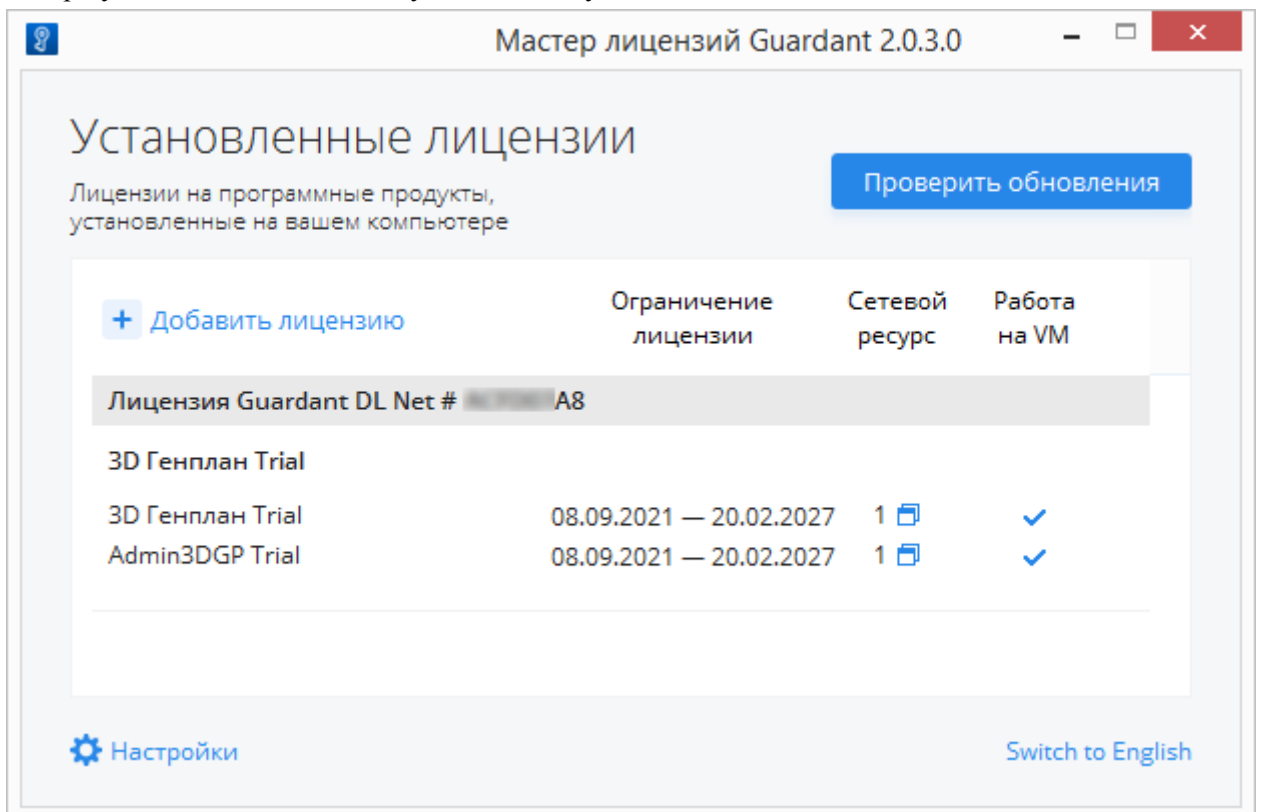 Мастер лицензий Guardant 2.0.3.0
Установленные лицензии
Лицензии на программные продукты,
установленные на вашем компьютере
Проверить обновления
+ Добавить лицензию
Ограничение
лицензии
Сетевой
ресурс
Работа
на VM
Лицензия Guardant DL Net # A8
3D Генплан Trial
3D Генплан Trial 08.09.2021 — 20.02.2027 1
Admin3DGP Trial 08.09.2021 — 20.02.2027 1
Настройки
Switch to English